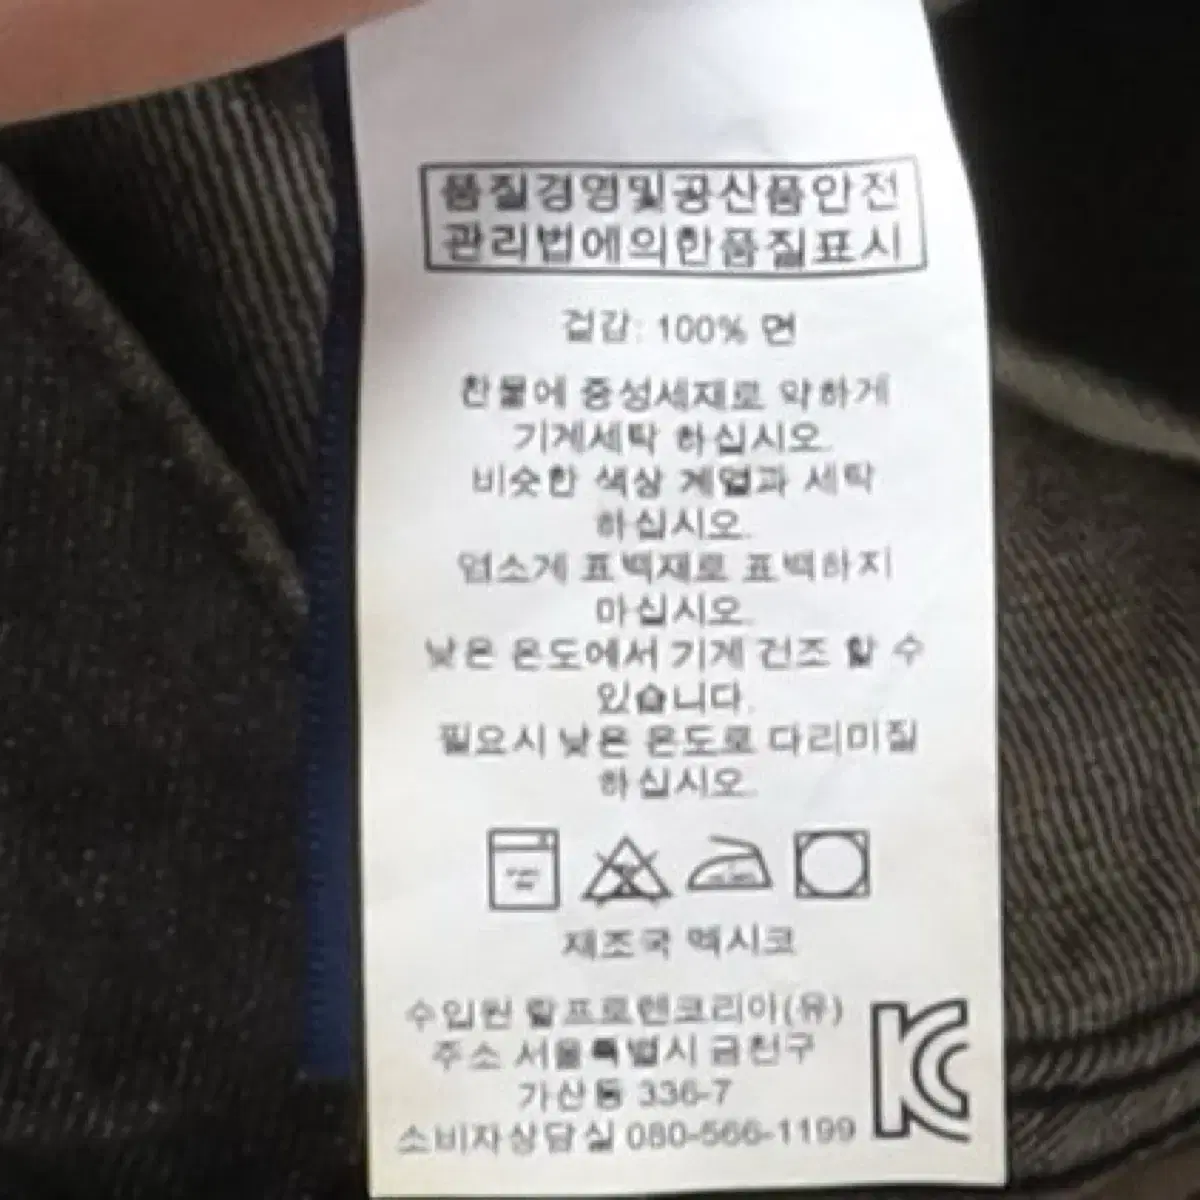 품질경영및공산품안전
관리법에의한품질표시
겉감: 100% 면
찬물에 중성세재로 약하게
기계세탁 하십시오.
비슷한 색상 계열과 세탁
하십시오.
염소계 표백재로 표백하지
마십시오.
낮은 온도에서 기계 건조 할 수
있습니다.
필요시 낮은 온도로 다리미질
하십시오.
제조국 멕시코
수입원 랄프로렌코리아(유)
주소 서울특별시 금천구
가산동 336-7
소비자상담실 080-566-1199
KC